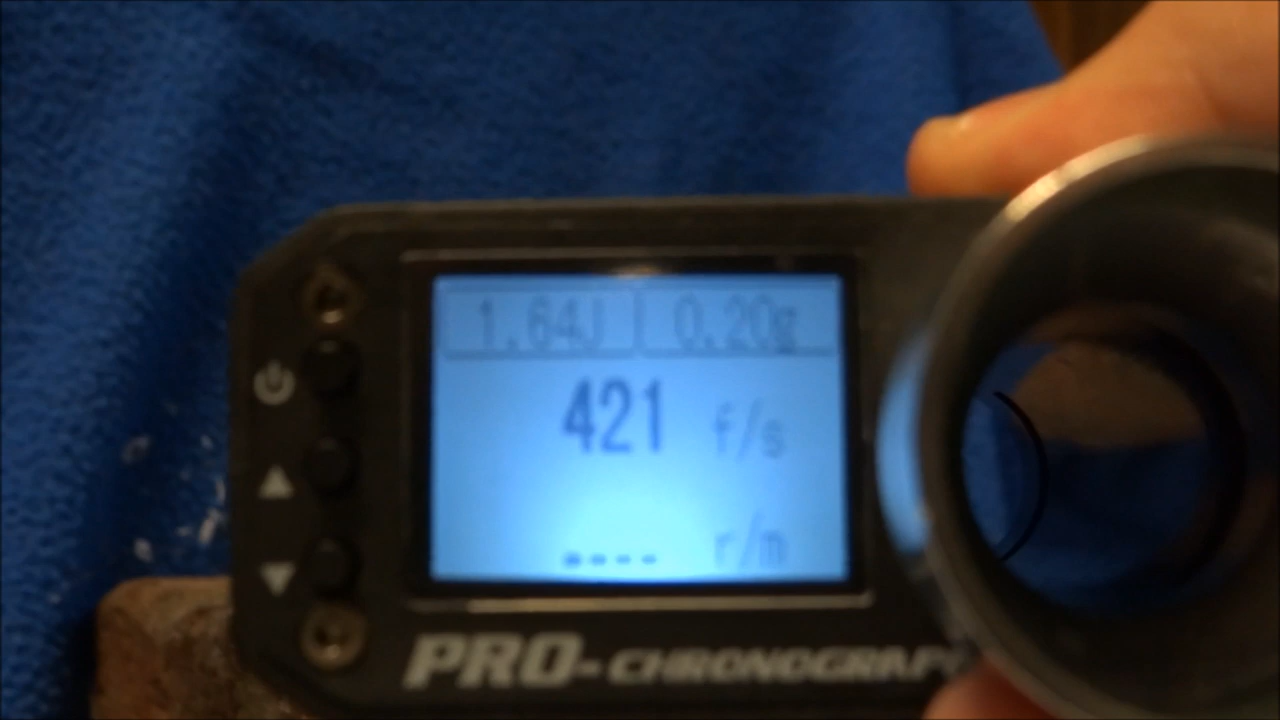 1.64J 0.20g
421 f/s
---- r/m
PRO-CHRONOGRAPH